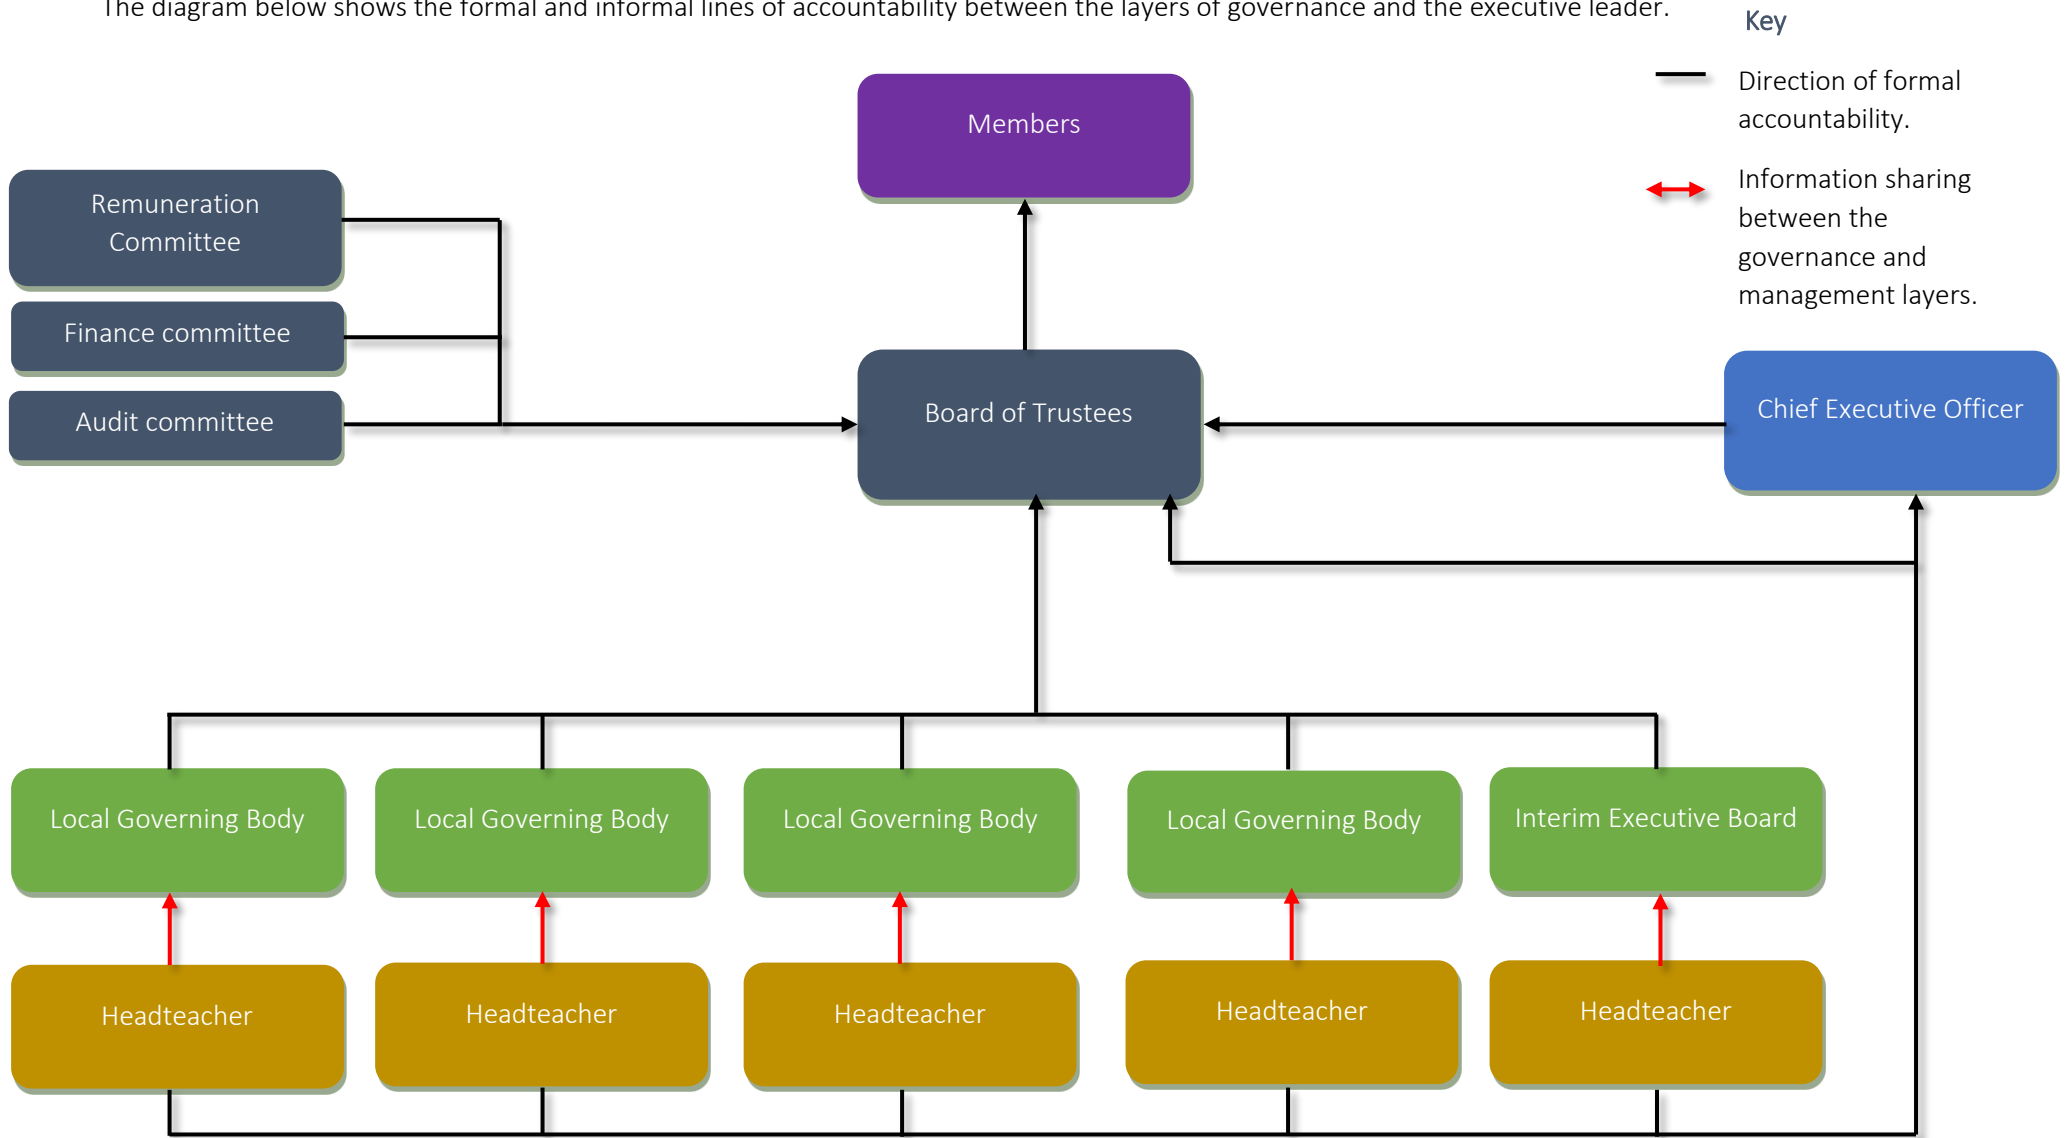 The diagram below shows the formal and informal lines of accountability between the layers of governance and the executive leader.
Key
Direction of formal
accountability.
Information sharing
between the
governance and
management layers.
Members
Remuneration
Committee
Finance committee
Audit committee
Board of Trustees
Chief Executive Officer
Local Governing Body
Local Governing Body
Local Governing Body
Local Governing Body
Interim Executive Board
Headteacher
Headteacher
Headteacher
Headteacher
Headteacher